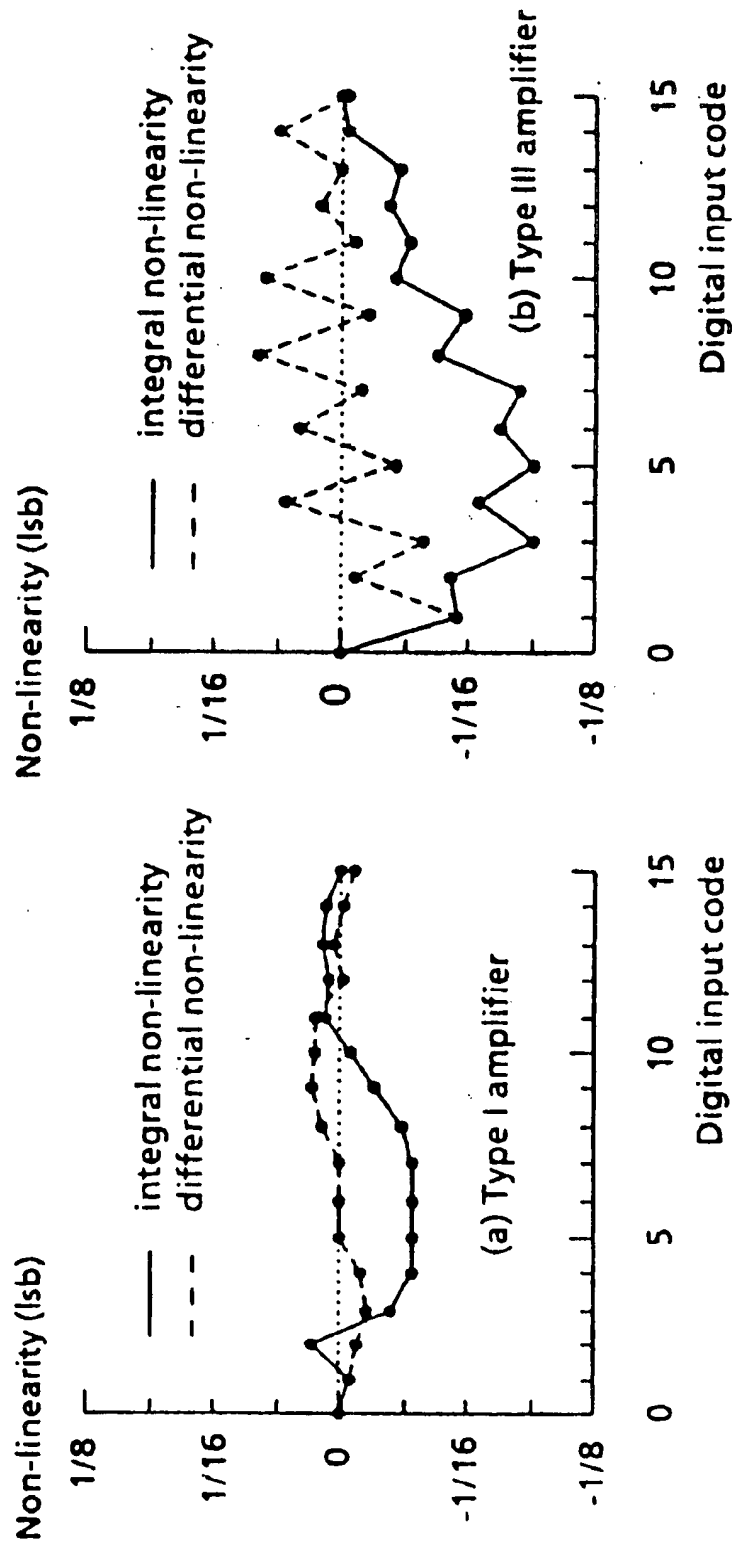 Non-linearity (lsb)
1/8
1/16
0
-1/16
-1/8
integral non-linearity
differential non-linearity
(a) Type I amplifier
0
5
10
15
Digital input code
Non-linearity (lsb)
1/8
1/16
0
-1/16
-1/8
integral non-linearity
differential non-linearity
(b) Type III amplifier
0
5
10
15
Digital input code